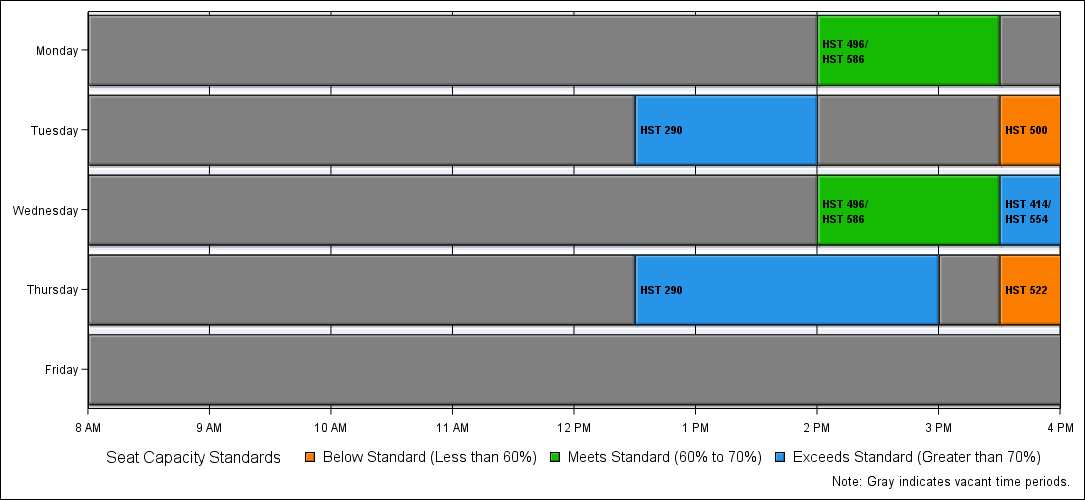 Monday
HST 496/
HST 586
Tuesday
HST 290
HST 500
Wednesday
HST 496/
HST 586
HST 414/
HST 554
Thursday
HST 290
HST 522
Friday
8 AM 9 AM 10 AM 11 AM 12 PM 1 PM 2 PM 3 PM 4 PM
Seat Capacity Standards Below Standard (Less than 60%) Meets Standard (60% to 70%) Exceeds Standard (Greater than 70%)
Note: Gray indicates vacant time periods.